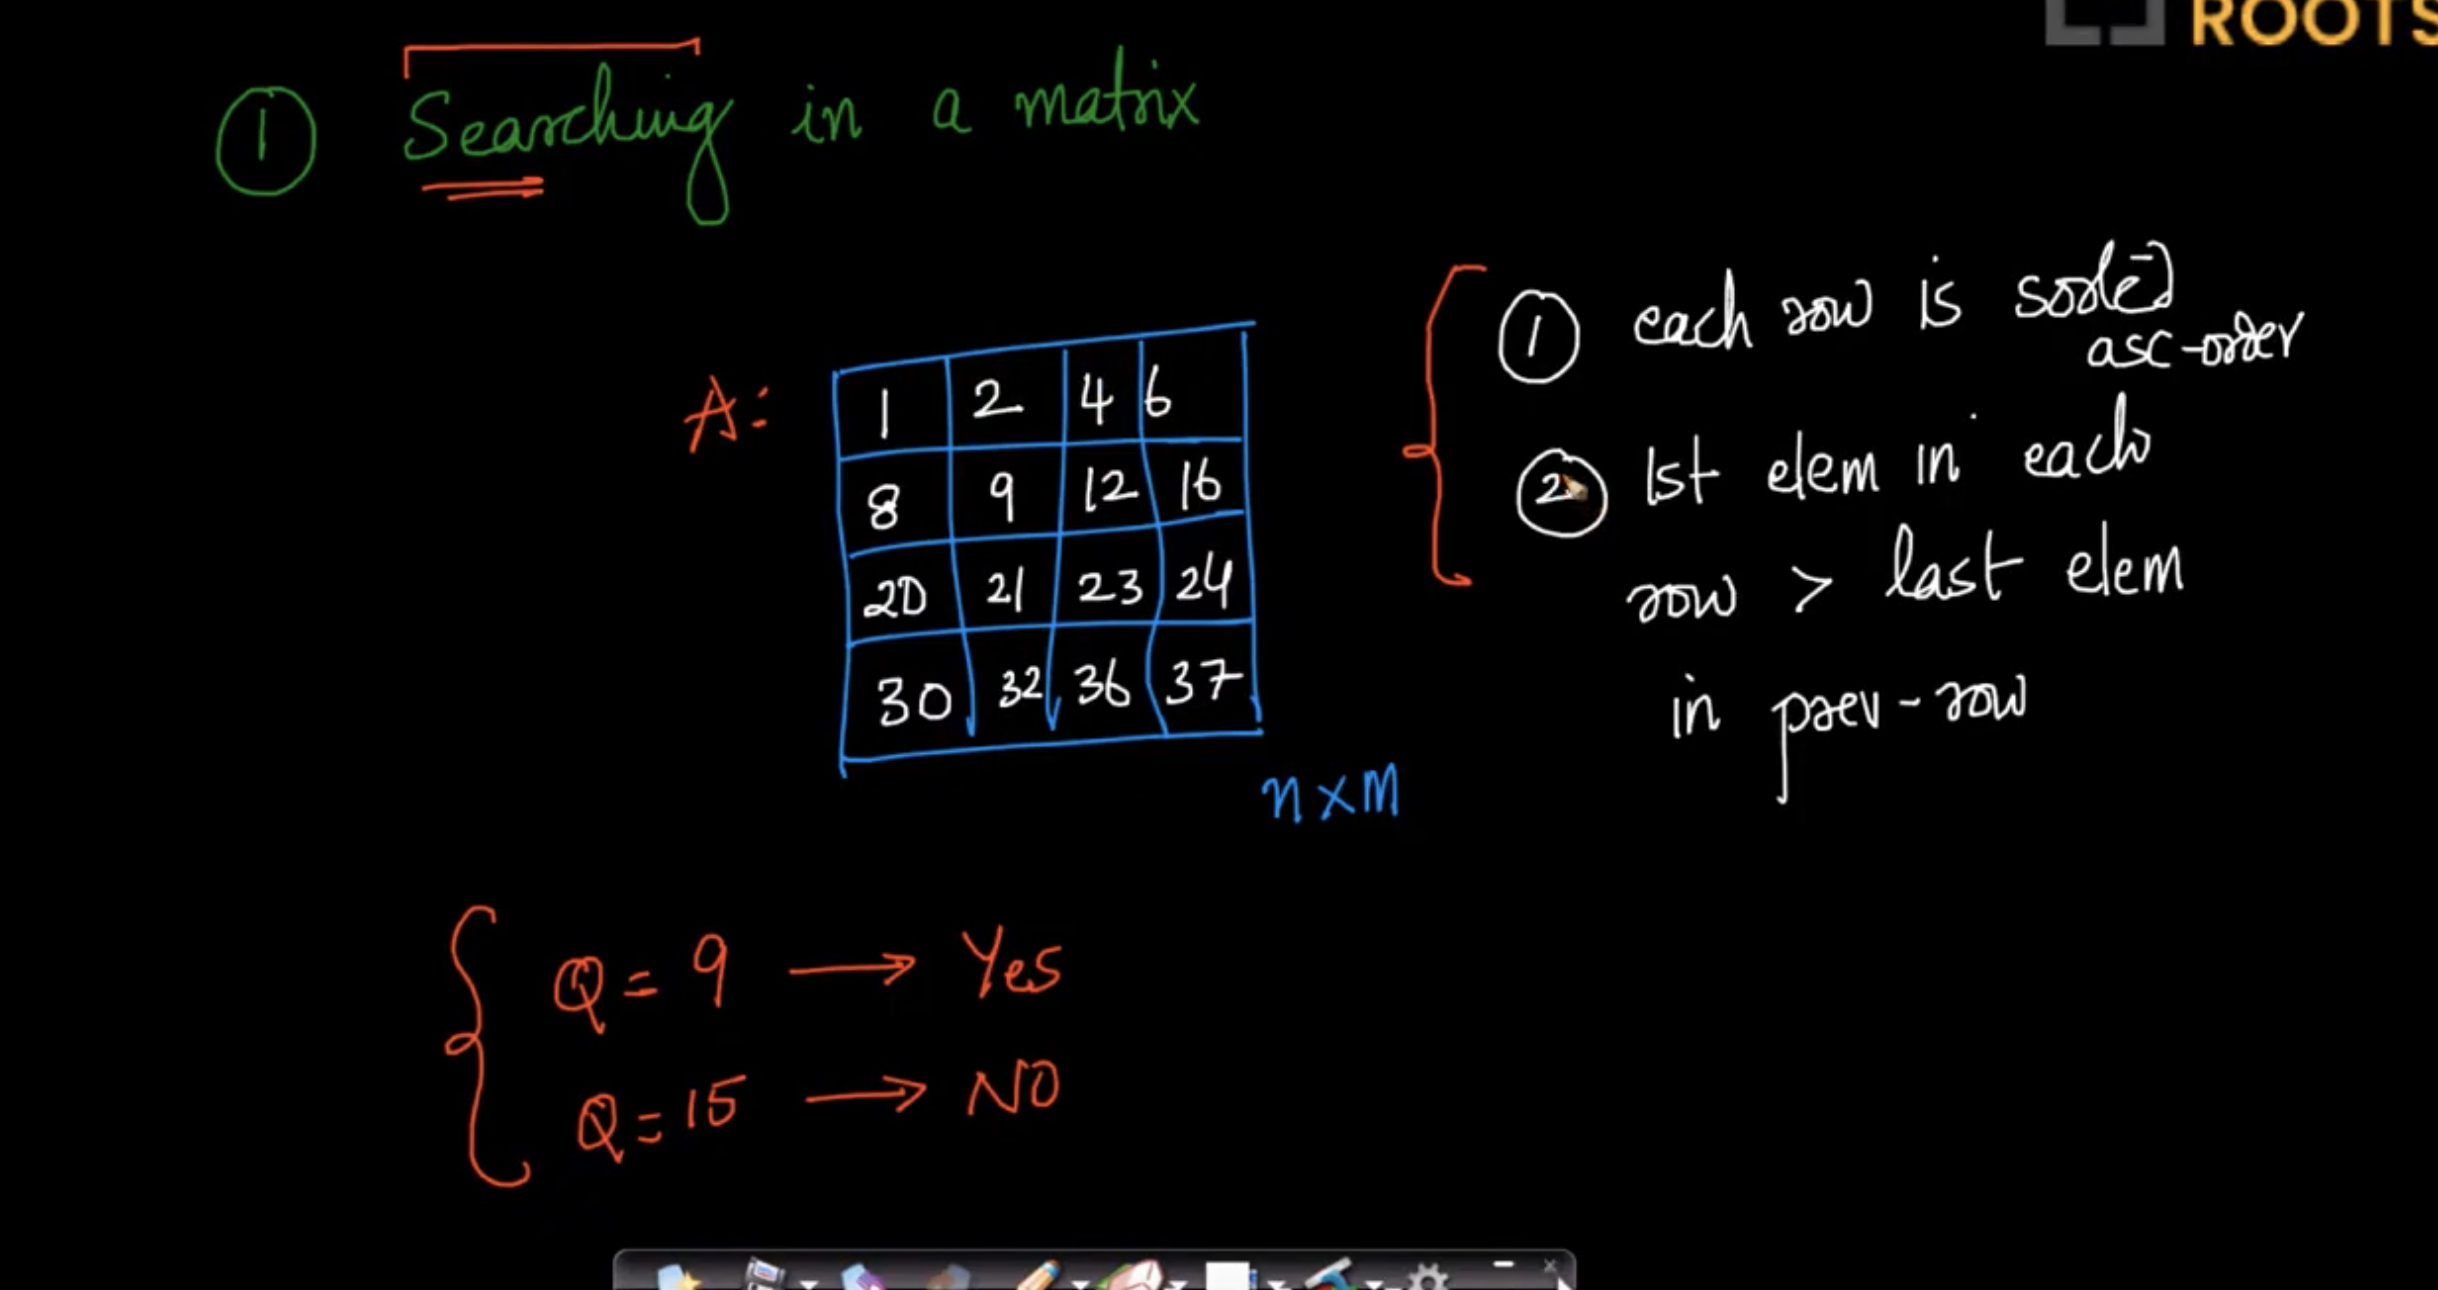 ROOTS
1 Searching in a matrix
A:
1 2 4 6
8 9 12 16
20 21 23 24
30 32 36 37
n×m
1 each row is sorted
asc-order
2 1st elem in each
row > last elem
in prev-row
Q = 9 → Yes
Q = 15 → NO